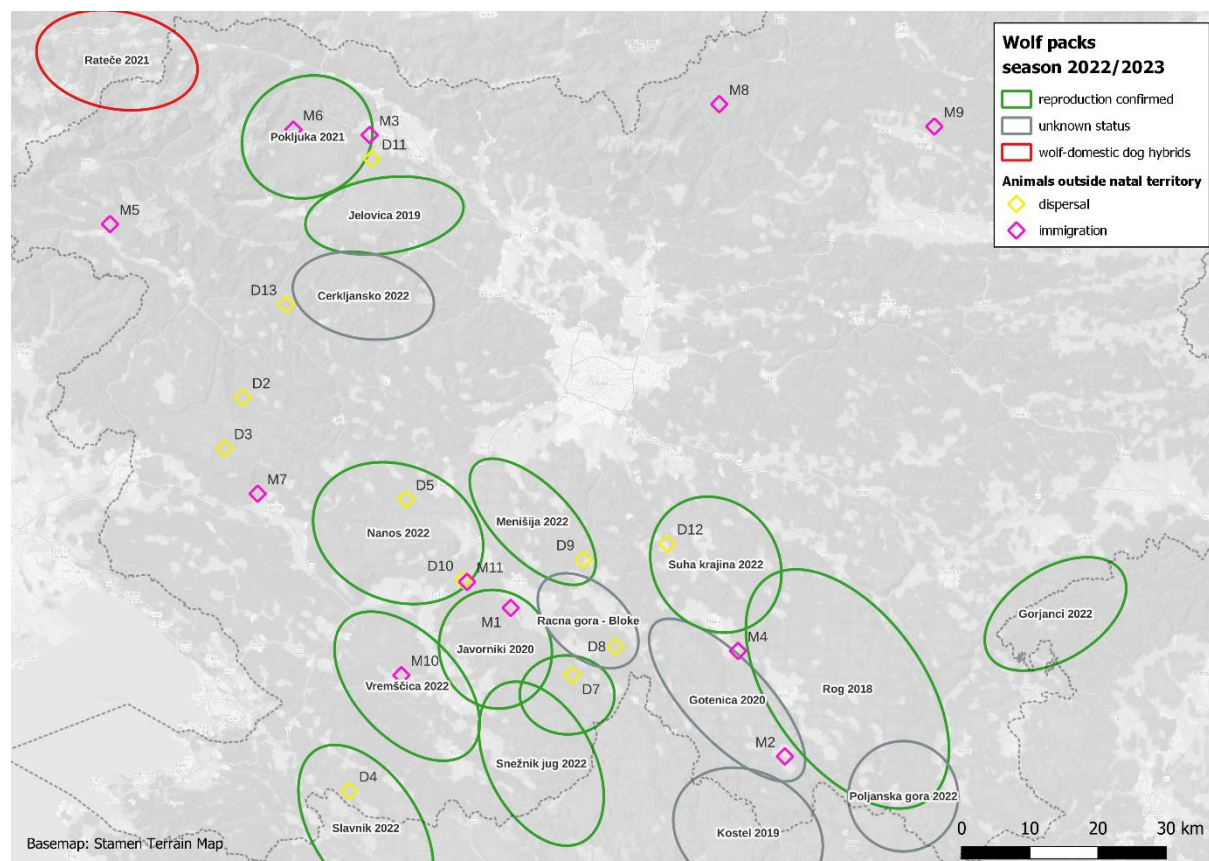 Wolf packs
season 2022/2023
reproduction confirmed
unknown status
wolf-domestic dog hybrids
Animals outside natal territory
dispersal
immigration
Rateče 2021
M8
M6
M3
M9
Pokljuka 2021
D11
M5
Jelovica 2019
D13
Cerkljansko 2022
D2
D3
M7
D5
Menišija 2022
Nanos 2022
D12
D9
Suha krajina 2022
D10
M11
M1
Racna gora - Bloke
Gorjanci 2022
D8
M4
Javorniki 2020
M10
Vremščica 2022
D7
Rog 2018
Gotenica 2020
M2
Snežnik jug 2022
D4
Poljanska gora 2022
Slavnik 2022
Kostel 2019
0 10 20 30 km
Basemap: Stamen Terrain Map